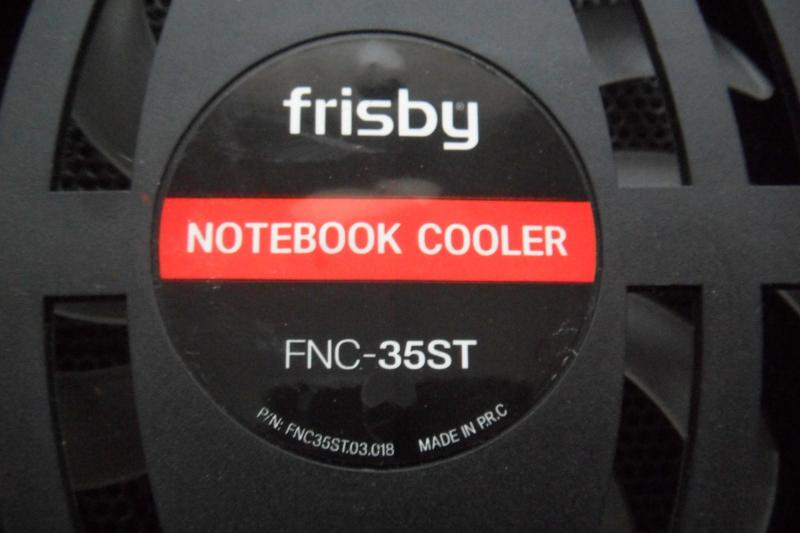 frisby
NOTEBOOK COOLER
FNC-35ST
P/N: FNC35ST.03.018 MADE IN P.R.C